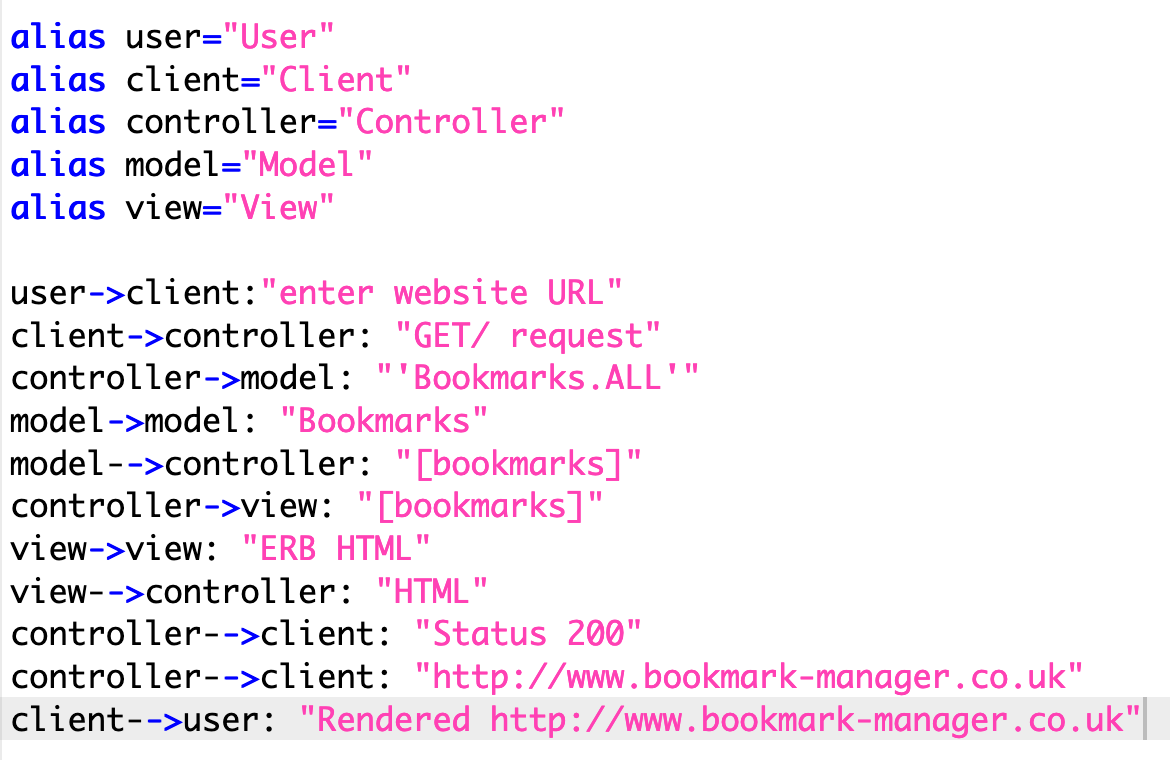 alias user="User"
alias client="Client"
alias controller="Controller"
alias model="Model"
alias view="View"

user->client:"enter website URL"
client->controller: "GET/ request"
controller->model: "'Bookmarks.ALL'"
model->model: "Bookmarks"
model-->controller: "[bookmarks]"
controller->view: "[bookmarks]"
view->view: "ERB HTML"
view-->controller: "HTML"
controller-->client: "Status 200"
controller-->client: "http://www.bookmark-manager.co.uk"
client-->user: "Rendered http://www.bookmark-manager.co.uk"